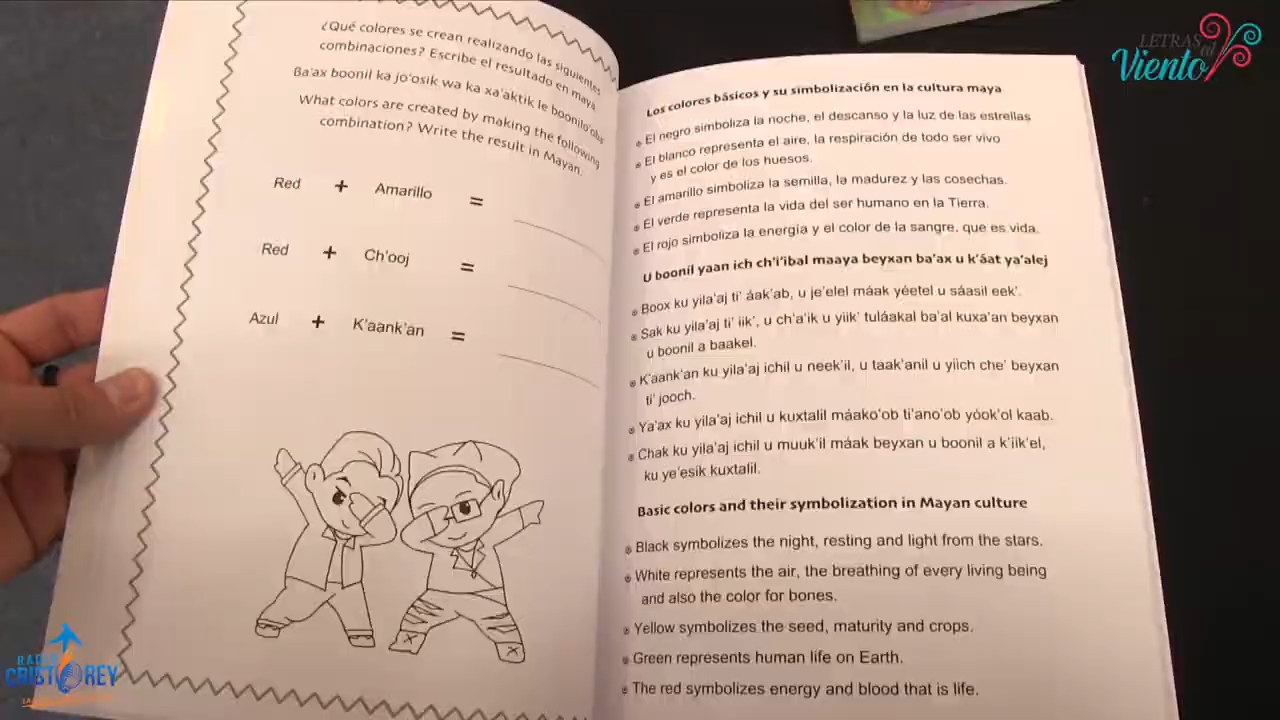 ¿Qué colores se crean realizando las siguientes
combinaciones? Escribe el resultado en maya
Ba'ax boonil ka jo'osik wa ka xa'aktik le boonilo'oba
What colors are created by making the following
combination? Write the result in Mayan.
Red + Amarillo =
Red + Ch'ooj =
Azul + K'aank'an =
Los colores básicos y su simbolización en la cultura maya
El negro simboliza la noche, el descanso y la luz de las estrellas
El blanco representa el aire, la respiración de todo ser vivo
y es el color de los huesos.
El amarillo simboliza la semilla, la madurez y las cosechas.
El verde representa la vida del ser humano en la Tierra.
El rojo simboliza la energía y el color de la sangre, que es vida.
U boonil yaan ich ch'i'ibal maaya beyxan ba'ax u k'áat ya'alej
Boox ku yila'aj ti' áak'ab, u je'elel máak yéetel u sáasil eek'.
Sak ku yila'aj ti' iik', u ch'a'ik u yiik' tuláakal ba'al kuxa'an beyxan
u boonil a baakel.
K'aank'an ku yila'aj ichil u neek'il, u taak'anil u yiich che' beyxan
ti' jooch.
Ya'ax ku yila'aj ichil u kuxtalil máako'ob ti'ano'ob yóok'ol kaab.
Chak ku yila'aj ichil u muuk'il máak beyxan u boonil a k'iik'el,
ku ye'esik kuxtalil.
Basic colors and their symbolization in Mayan culture
Black symbolizes the night, resting and light from the stars.
White represents the air, the breathing of every living being
and also the color for bones.
Yellow symbolizes the seed, maturity and crops.
Green represents human life on Earth.
The red symbolizes energy and blood that is life.
LETRAS al
Viento
RADIO
CRISTO REY